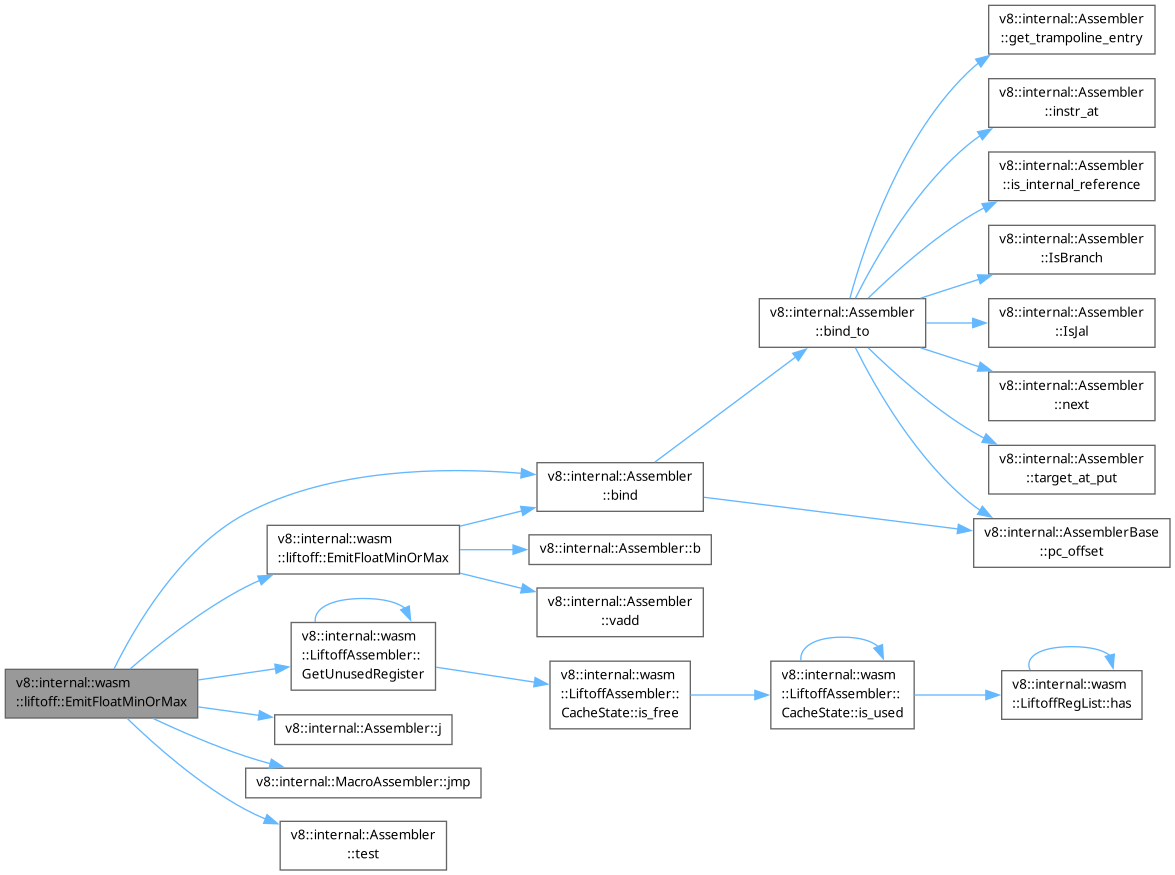 v8::internal::Assembler
::get_trampoline_entry
v8::internal::Assembler
::instr_at
v8::internal::Assembler
::is_internal_reference
v8::internal::Assembler
::IsBranch
v8::internal::Assembler
::bind_to
v8::internal::Assembler
::IsJal
v8::internal::Assembler
::next
v8::internal::Assembler
::target_at_put
v8::internal::Assembler
::bind
v8::internal::AssemblerBase
::pc_offset
v8::internal::wasm
::liftoff::EmitFloatMinOrMax
v8::internal::Assembler::b
v8::internal::Assembler
::vadd
v8::internal::wasm
::LiftoffAssembler::
GetUnusedRegister
v8::internal::wasm
::liftoff::EmitFloatMinOrMax
v8::internal::wasm
::LiftoffAssembler::
CacheState::is_free
v8::internal::wasm
::LiftoffAssembler::
CacheState::is_used
v8::internal::wasm
::LiftoffRegList::has
v8::internal::Assembler::j
v8::internal::MacroAssembler::jmp
v8::internal::Assembler
::test